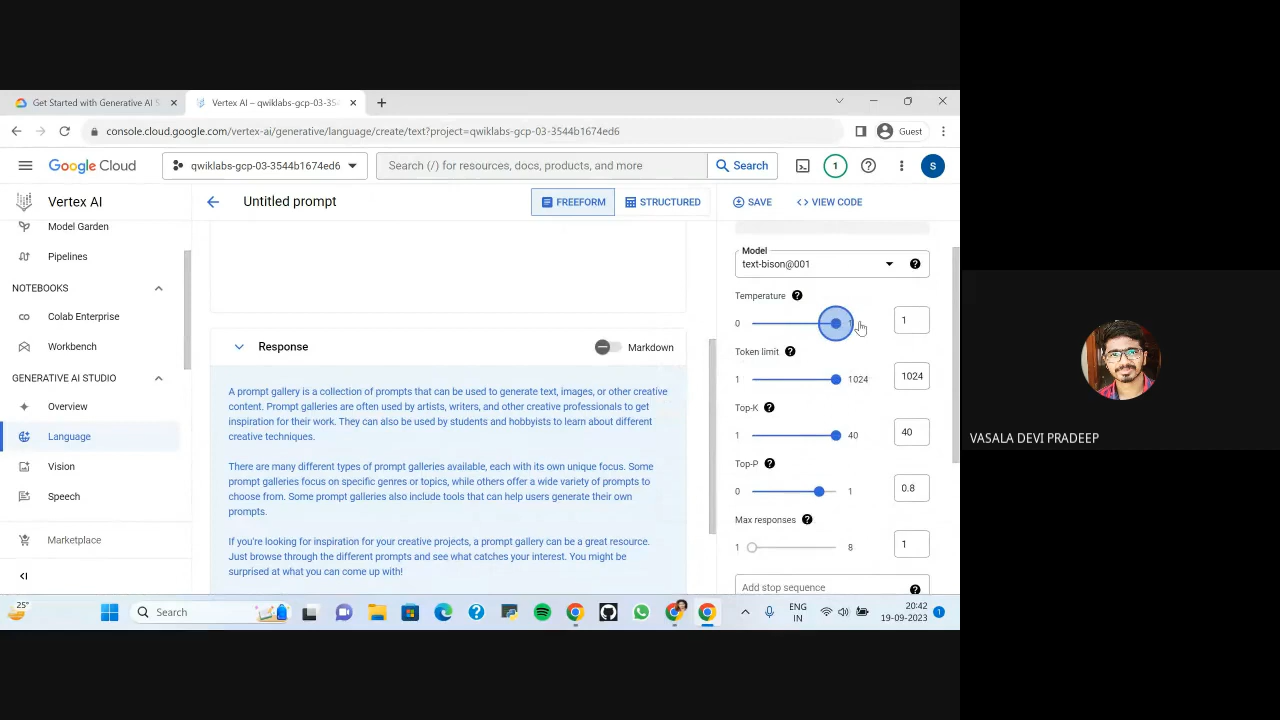 Get Started with Generative AI S
Vertex AI – qwiklabs-gcp-03-35
console.cloud.google.com/vertex-ai/generative/language/create/text?project=qwiklabs-gcp-03-3544b1674ed6
Guest
Google Cloud
qwiklabs-gcp-03-3544b1674ed6
Search (/) for resources, docs, products, and more
Search
1
S
Vertex AI
Untitled prompt
FREEFORM
STRUCTURED
SAVE
VIEW CODE
Model Garden
Pipelines
NOTEBOOKS
Colab Enterprise
Workbench
GENERATIVE AI STUDIO
Overview
Language
Vision
Speech
Marketplace
Response
Markdown
A prompt gallery is a collection of prompts that can be used to generate text, images, or other creative
content. Prompt galleries are often used by artists, writers, and other creative professionals to get
inspiration for their work. They can also be used by students and hobbyists to learn about different
creative techniques.
There are many different types of prompt galleries available, each with its own unique focus. Some
prompt galleries focus on specific genres or topics, while others offer a wide variety of prompts to
choose from. Some prompt galleries also include tools that can help users generate their own
prompts.
If you're looking for inspiration for your creative projects, a prompt gallery can be a great resource.
Just browse through the different prompts and see what catches your interest. You might be
surprised at what you can come up with!
Model
text-bison@001
Temperature
0
1
1
Token limit
1
1024
1024
Top-K
1
40
40
Top-P
0
1
0.8
Max responses
1
8
1
Add stop sequence
25°
Search
ENG
IN
20:42
19-09-2023
1
VASALA DEVI PRADEEP